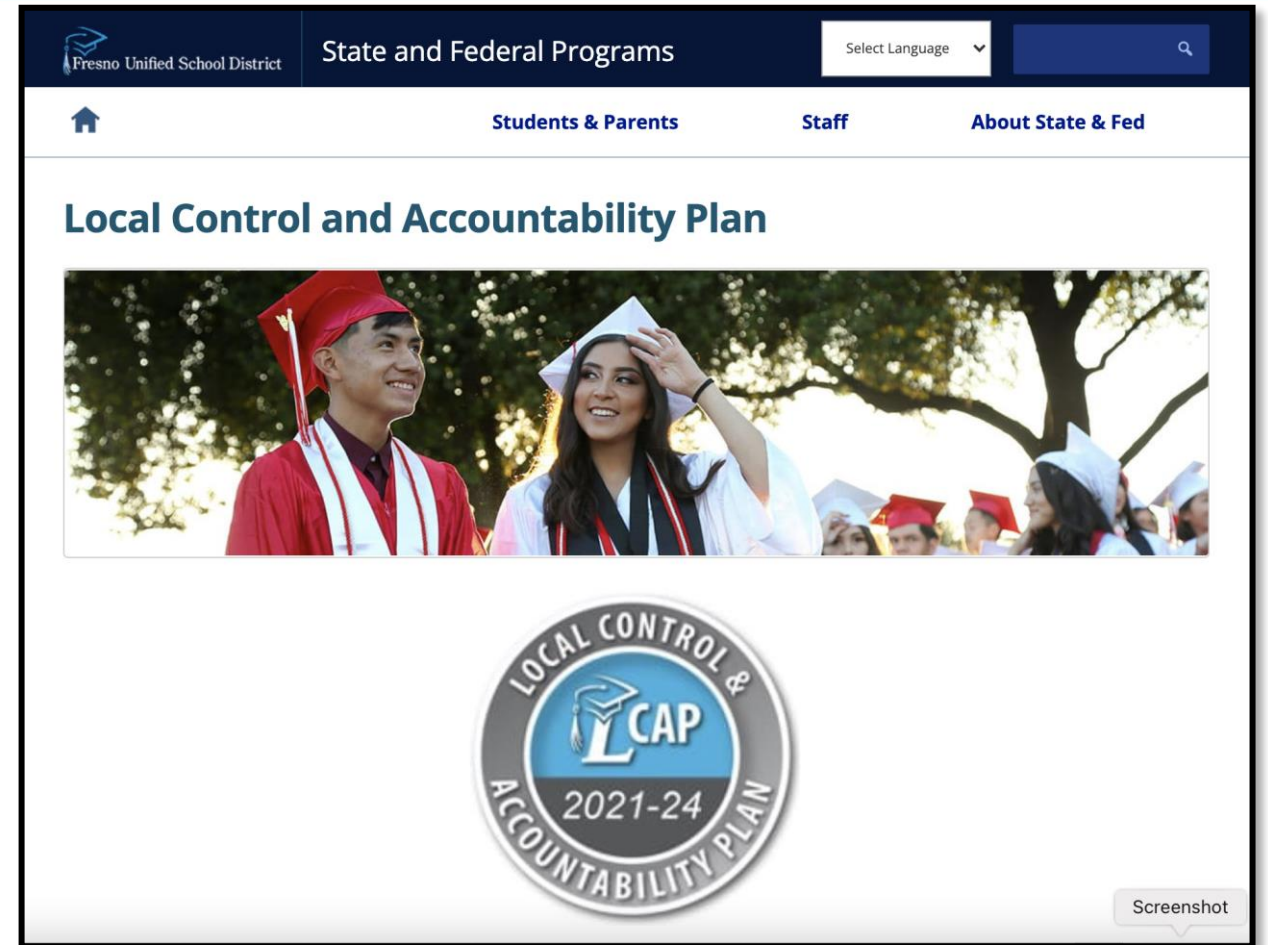 Fresno Unified School District
State and Federal Programs
Select Language
Students & Parents
Staff
About State & Fed
Local Control and Accountability Plan
LOCAL CONTROL &
LCAP
2021-24
ACCOUNTABILITY PLAN
Screenshot